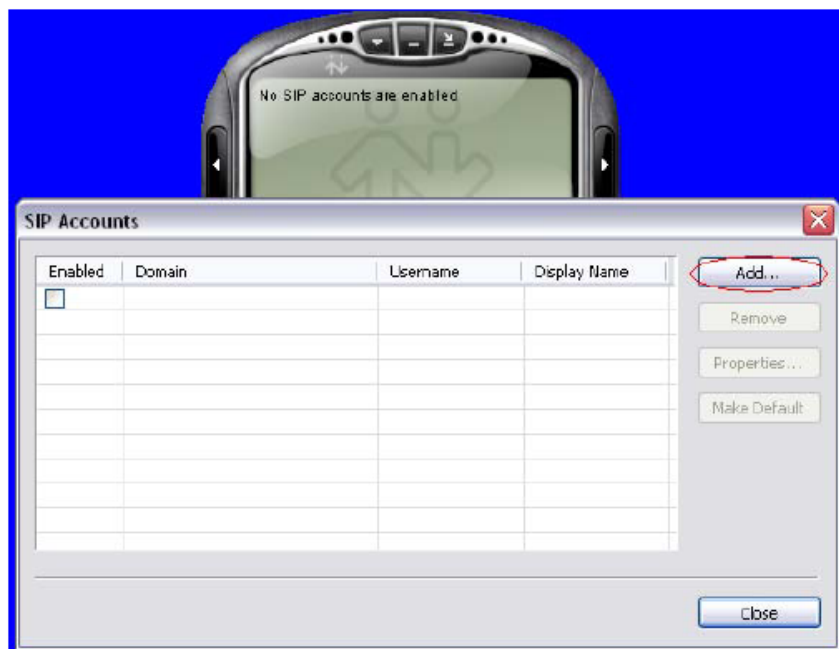 No SIP accounts are enabled
SIP Accounts
Enabled Domain Username Display Name
Add...
Remove
Properties...
Make Default
Close